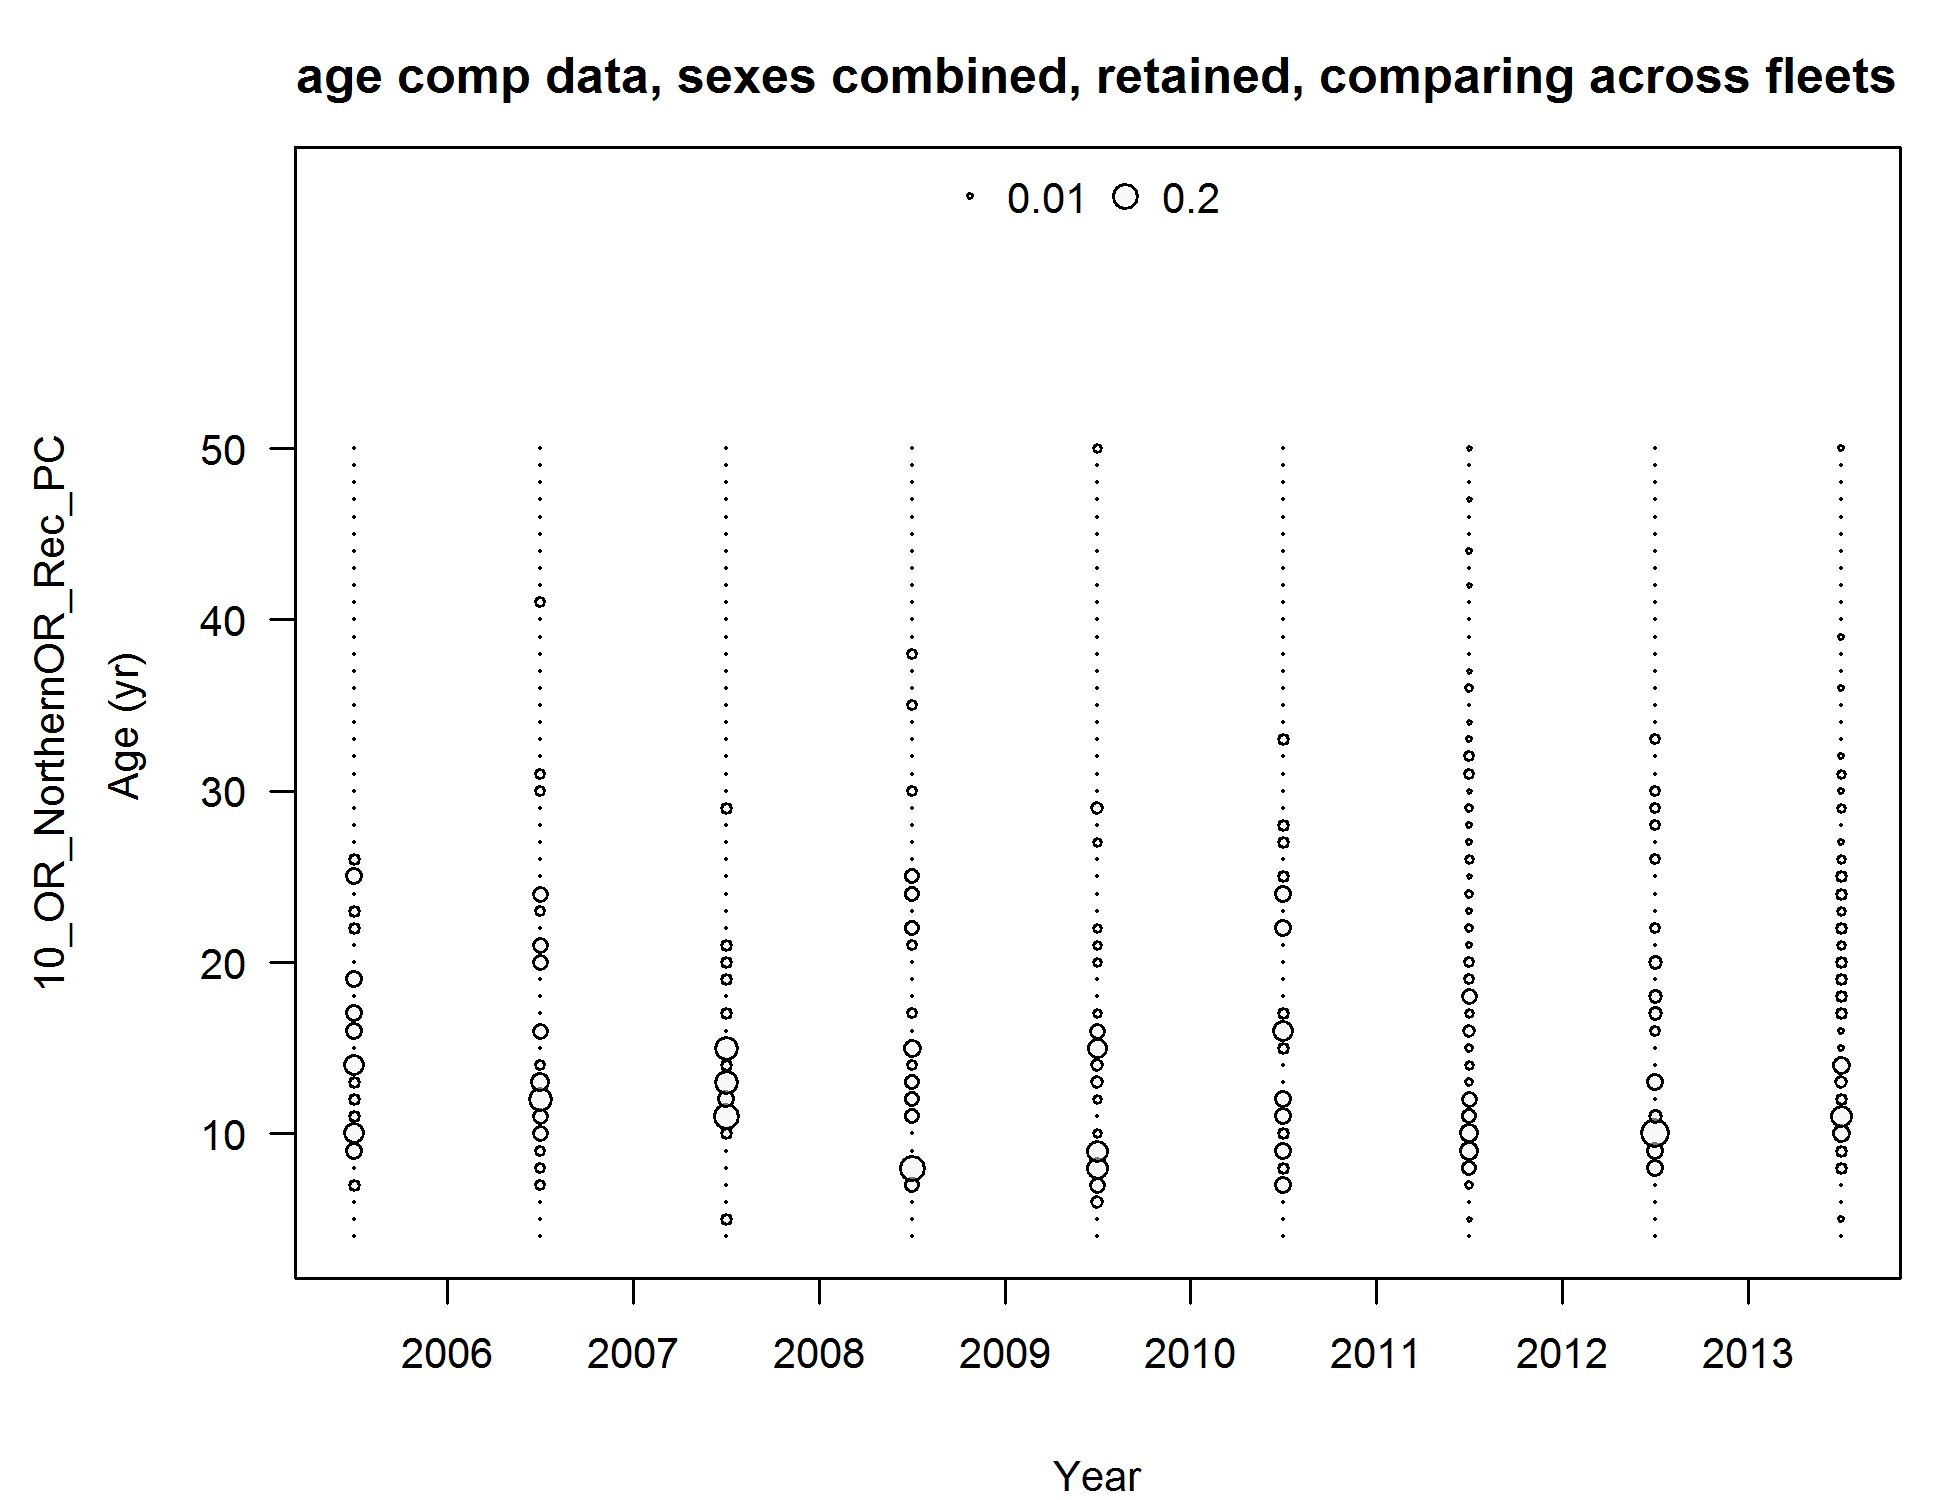 age comp data, sexes combined, retained, comparing across fleets
0.01 0.2
10_OR_NorthernOR_Rec_PC
Age (yr)
50
40
30
20
10
2006 2007 2008 2009 2010 2011 2012 2013
Year